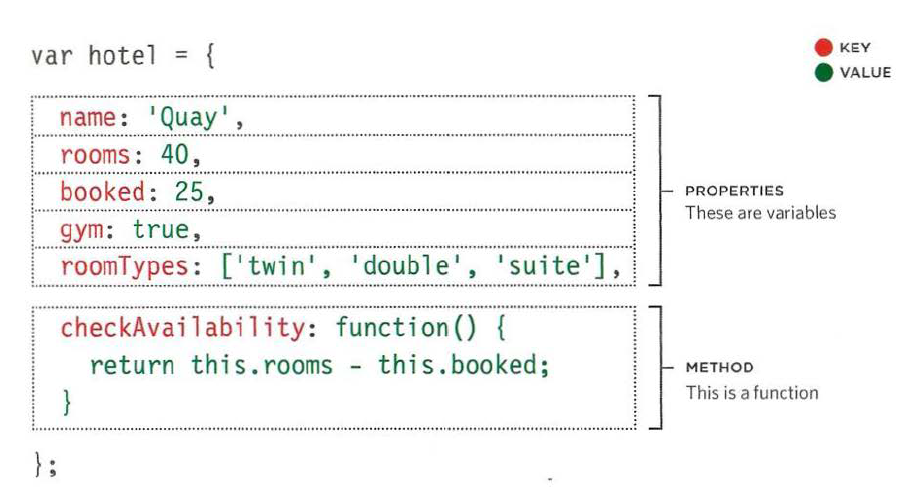 var hotel = {
KEY
VALUE
name: 'Quay',
rooms: 40,
booked: 25,
gym: true,
roomTypes: ['twin', 'double', 'suite'],
PROPERTIES
These are variables
checkAvailability: function() {
return this.rooms - this.booked;
}
METHOD
This is a function
};